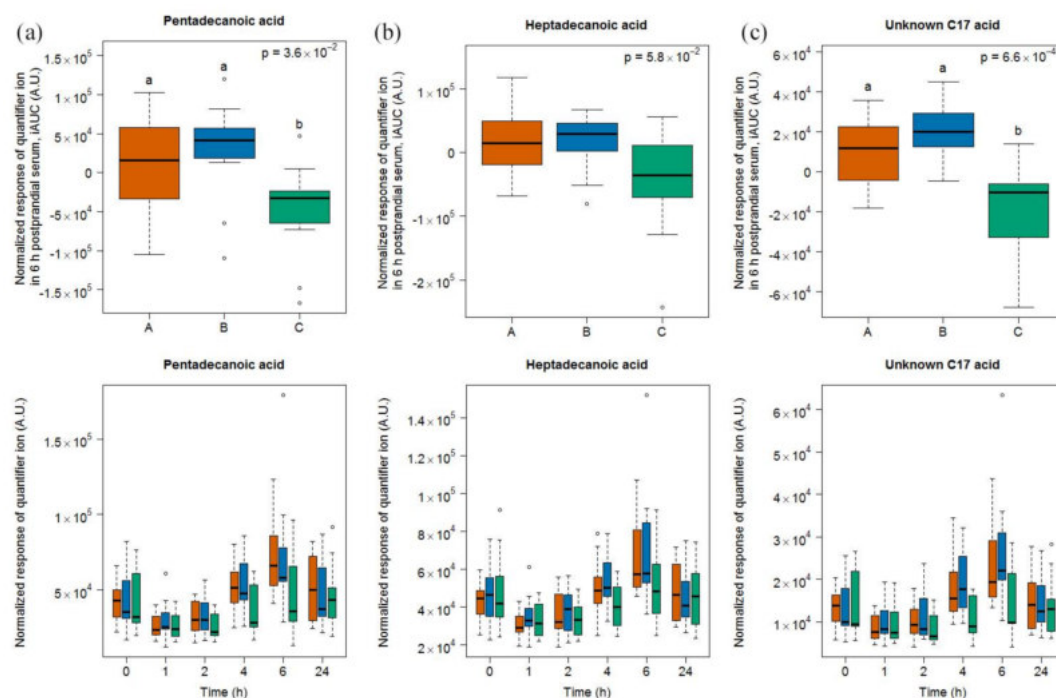 (a)
Pentadecanoic acid
p = 3.6 × 10⁻²
Normalized response of quantifier ion
in 6 h postprandial serum, iAUC (A.U.)
1.5 × 10⁵
1 × 10⁵
5 × 10⁴
0
-5 × 10⁴
-1 × 10⁵
-1.5 × 10⁵
a
a
b
A B C
(b)
Heptadecanoic acid
p = 5.8 × 10⁻²
Normalized response of quantifier ion
in 6 h postprandial serum, iAUC (A.U.)
1 × 10⁵
0
-1 × 10⁵
-2 × 10⁵
A B C
(c)
Unknown C17 acid
p = 6.6 × 10⁻⁴
Normalized response of quantifier ion
in 6 h postprandial serum, iAUC (A.U.)
6 × 10⁴
4 × 10⁴
2 × 10⁴
0
-2 × 10⁴
-4 × 10⁴
-6 × 10⁴
a
a
b
A B C
Pentadecanoic acid
Normalized response of quantifier ion (A.U.)
1.5 × 10⁵
1 × 10⁵
5 × 10⁴
0 1 2 4 6 24
Time (h)
Heptadecanoic acid
Normalized response of quantifier ion (A.U.)
1.4 × 10⁵
1.2 × 10⁵
1 × 10⁵
8 × 10⁴
6 × 10⁴
4 × 10⁴
2 × 10⁴
0 1 2 4 6 24
Time (h)
Unknown C17 acid
Normalized response of quantifier ion (A.U.)
6 × 10⁴
5 × 10⁴
4 × 10⁴
3 × 10⁴
2 × 10⁴
1 × 10⁴
0 1 2 4 6 24
Time (h)